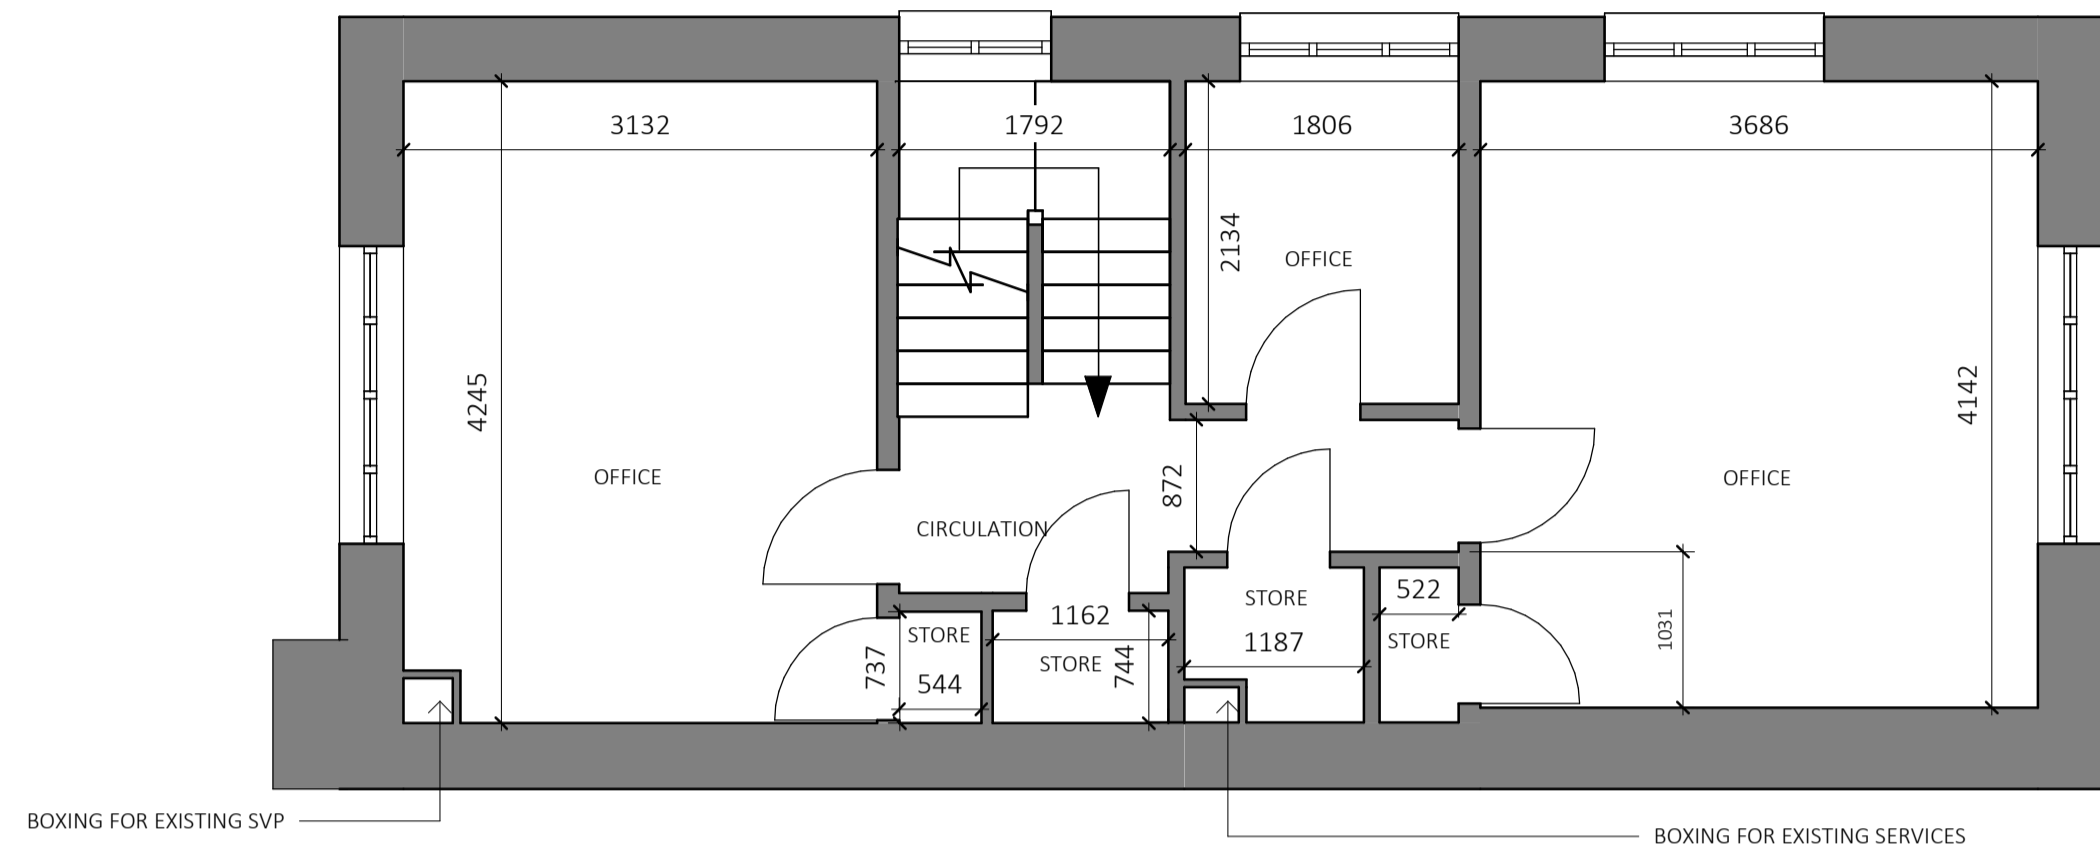 3132
1792
1806
3686
2134
OFFICE
4245
4142
OFFICE
OFFICE
872
CIRCULATION
522
STORE
1162
1031
STORE
1187
STORE
STORE
737
744
544
BOXING FOR EXISTING SVP
BOXING FOR EXISTING SERVICES